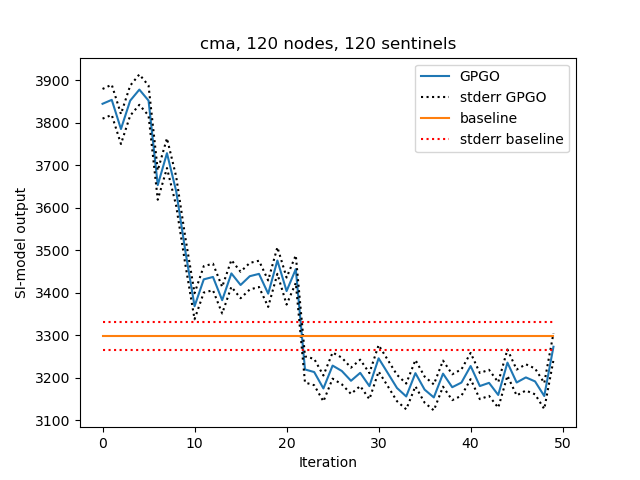 cma, 120 nodes, 120 sentinels
SI-model output
3900
3800
3700
3600
3500
3400
3300
3200
3100
GPGO
stderr GPGO
baseline
stderr baseline
0 10 20 30 40 50
Iteration